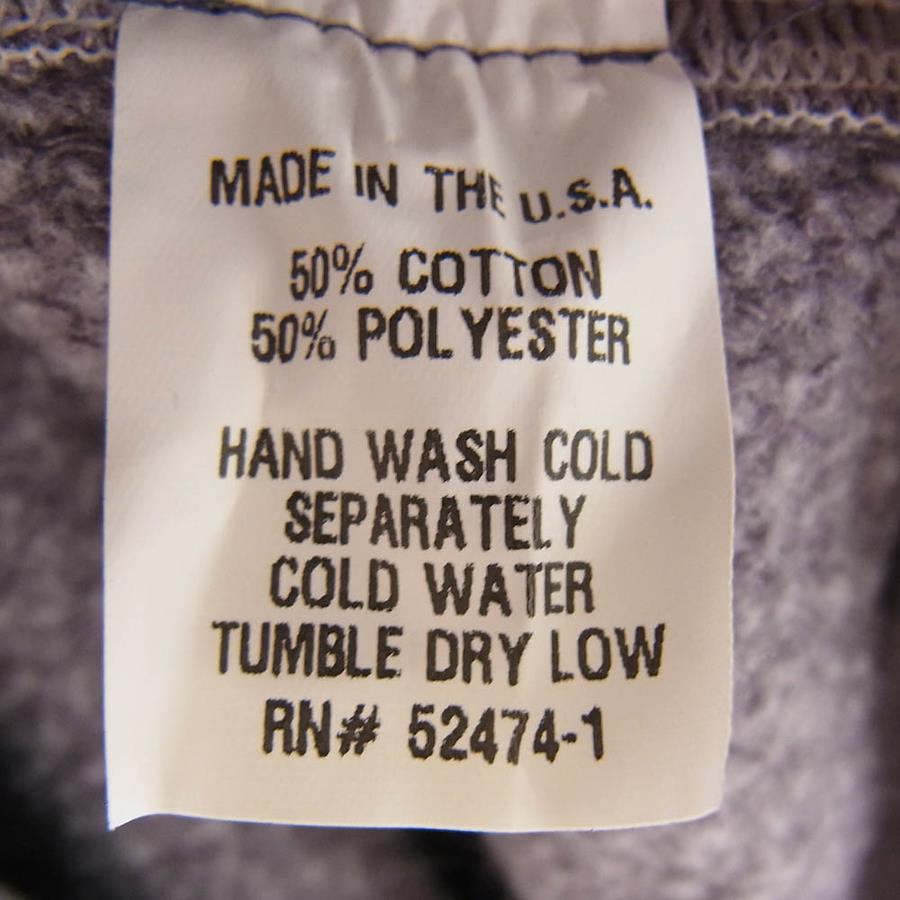 MADE IN THE U.S.A.
50% COTTON
50% POLYESTER
HAND WASH COLD
SEPARATELY
COLD WATER
TUMBLE DRY LOW
RN# 52474-1